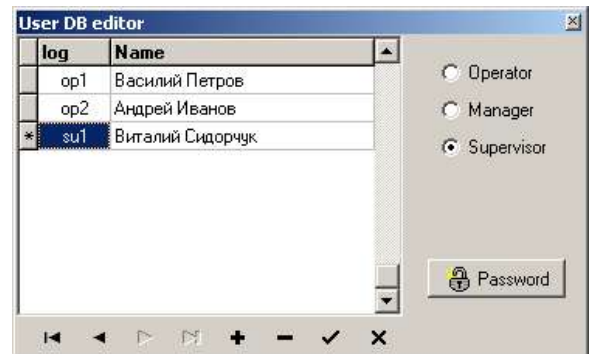 User DB editor
log Name
op1 Василий Петров
op2 Андрей Иванов
* su1 Виталий Сидорчук
Operator
Manager
Supervisor
Password